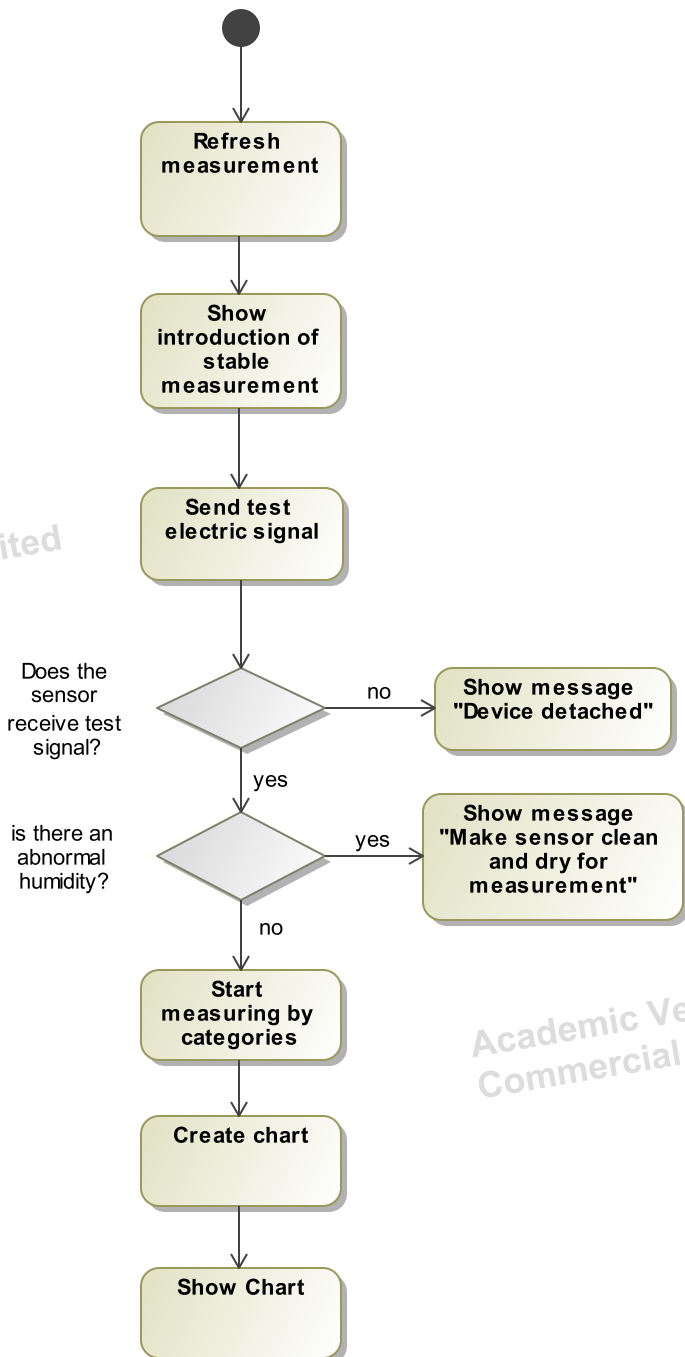 Refresh
measurement
Show
introduction of
stable
measurement
Send test
electric signal
ited
Does the
sensor
receive test
signal?
no
Show message
"Device detached"
yes
is there an
abnormal
humidity?
yes
Show message
"Make sensor clean
and dry for
measurement"
no
Start
measuring by
categories
Academic Ve
Commercial
Create chart
Show Chart